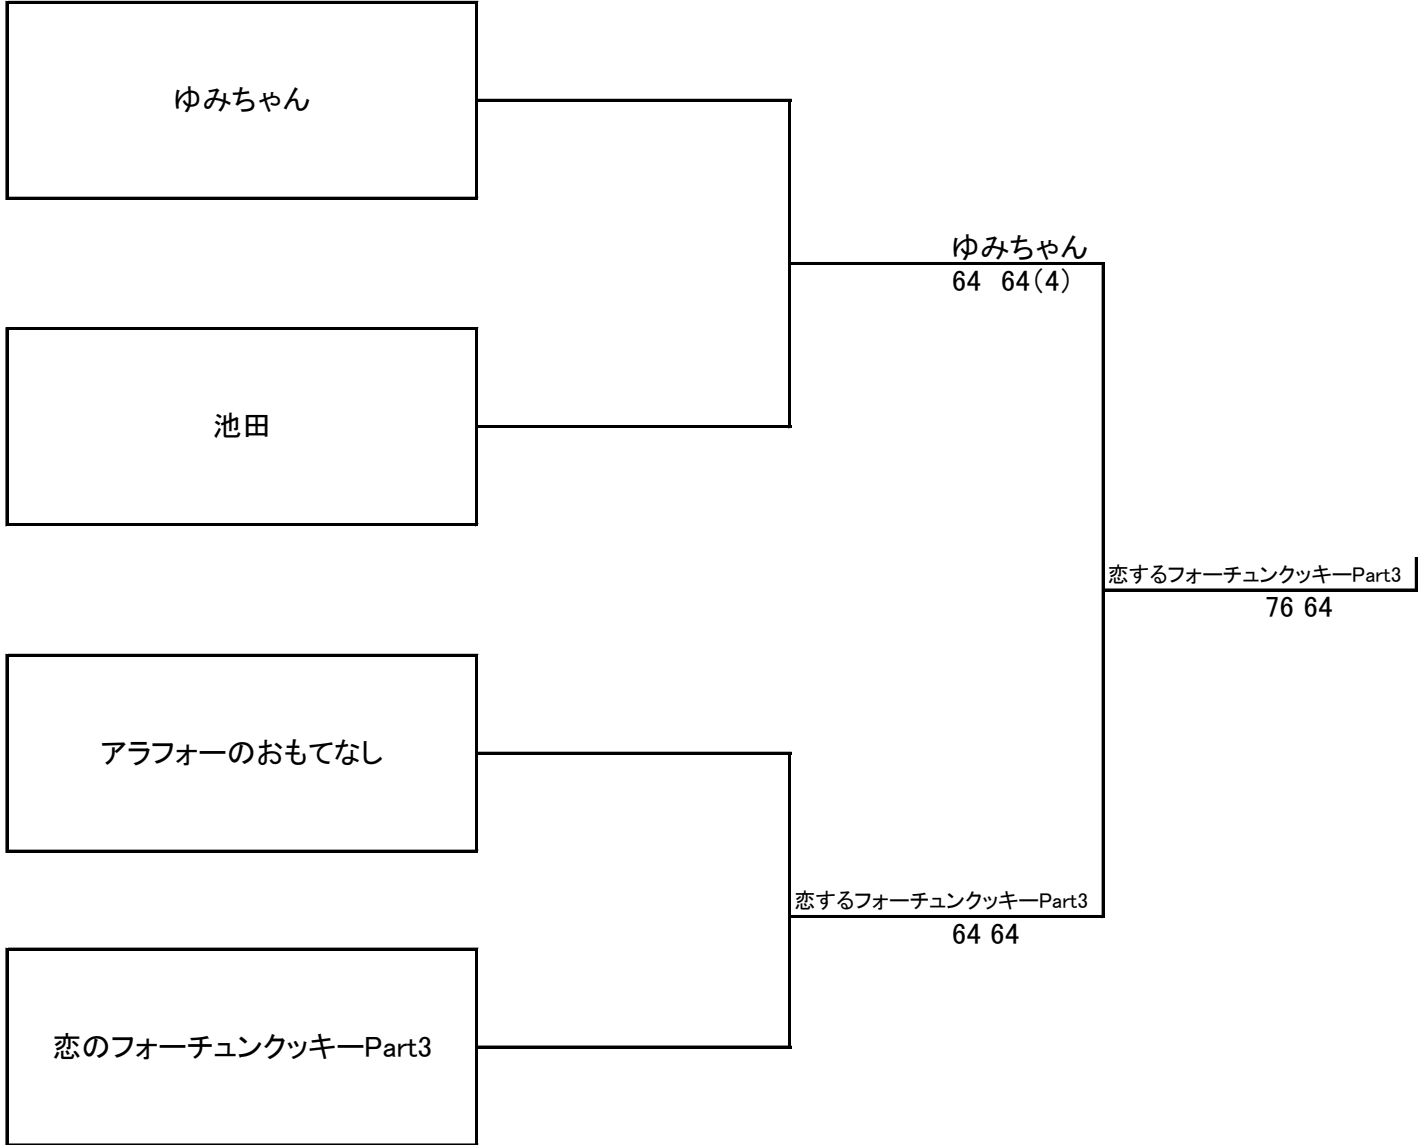 ゆみちゃん
ゆみちゃん
64　64(4)
池田
恋するフォーチュンクッキーPart3
76 64
アラフォーのおもてなし
恋するフォーチュンクッキーPart3
64 64
恋のフォーチュンクッキーPart3